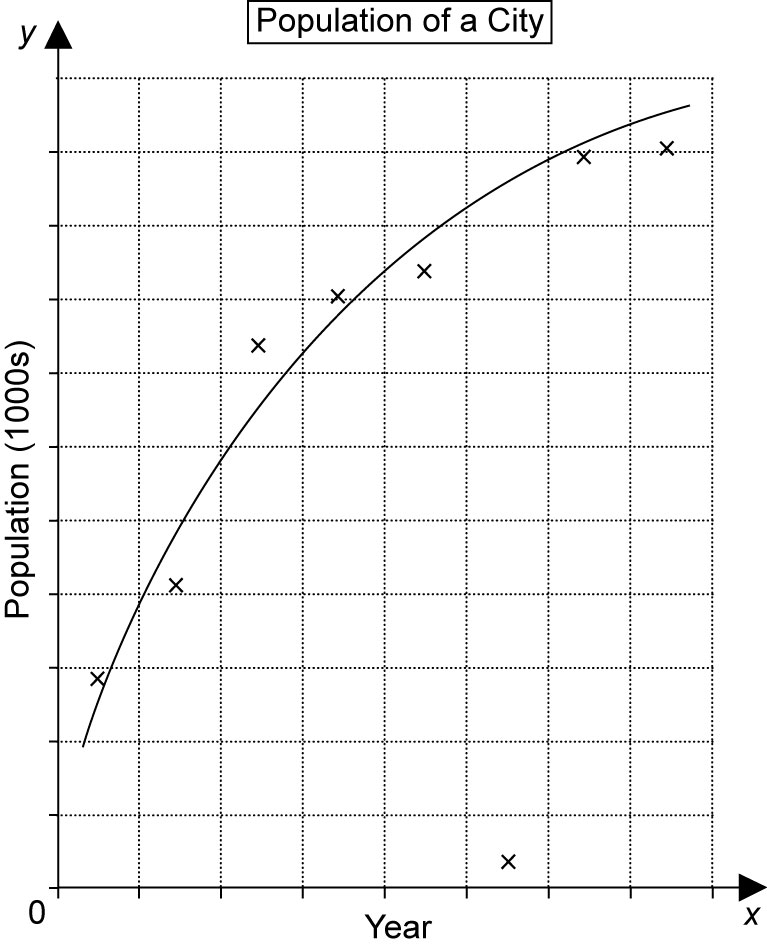 Population of a City
y
Population (1000s)
0
Year
x